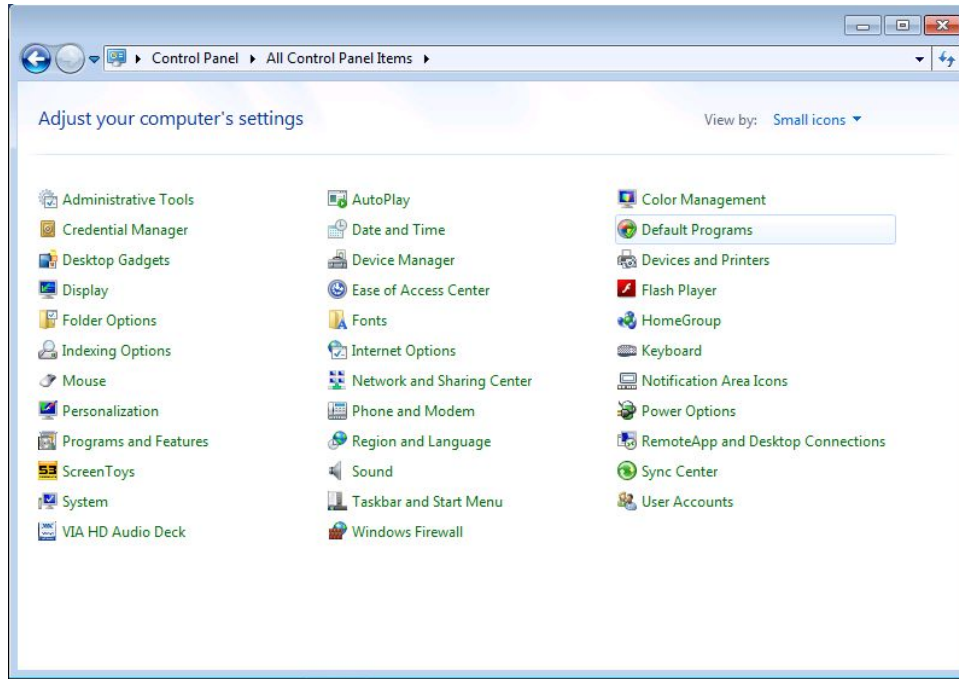 Control Panel All Control Panel Items
Adjust your computer's settings View by: Small icons
Administrative Tools AutoPlay Color Management
Credential Manager Date and Time Default Programs
Desktop Gadgets Device Manager Devices and Printers
Display Ease of Access Center Flash Player
Folder Options Fonts HomeGroup
Indexing Options Internet Options Keyboard
Mouse Network and Sharing Center Notification Area Icons
Personalization Phone and Modem Power Options
Programs and Features Region and Language RemoteApp and Desktop Connections
S3 ScreenToys Sound Sync Center
System Taskbar and Start Menu User Accounts
VIA HD Audio Deck Windows Firewall